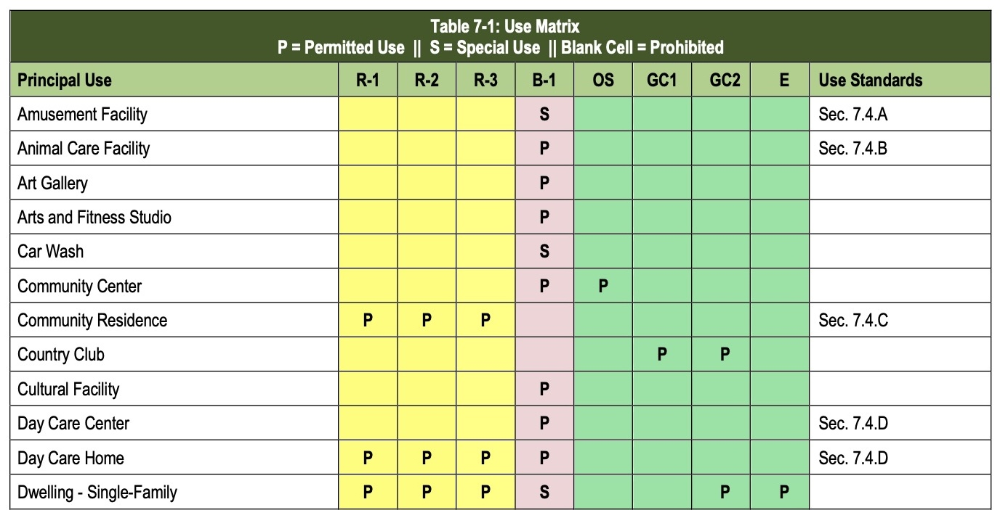 Table 7-1: Use Matrix
P = Permitted Use || S = Special Use || Blank Cell = Prohibited
Principal Use R-1 R-2 R-3 B-1 OS GC1 GC2 E Use Standards
Amusement Facility S Sec. 7.4.A
Animal Care Facility P Sec. 7.4.B
Art Gallery P
Arts and Fitness Studio P
Car Wash S
Community Center P P
Community Residence P P P Sec. 7.4.C
Country Club P P
Cultural Facility P
Day Care Center P Sec. 7.4.D
Day Care Home P P P P Sec. 7.4.D
Dwelling - Single-Family P P P S P P